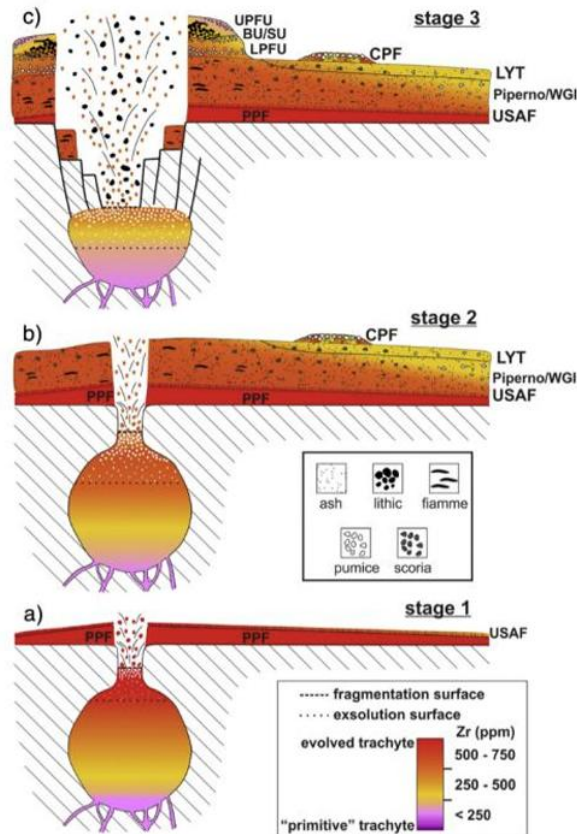 c)
stage 3
UPFU
BU/SU
LPFU
CPF
LYT
Piperno/WGI
PPF
USAF
b)
stage 2
CPF
LYT
Piperno/WGI
PPF
PPF
USAF
ash
lithic
fiamme
pumice
scoria
a)
stage 1
PPF
PPF
USAF
fragmentation surface
exsolution surface
Zr (ppm)
evolved trachyte
500 - 750
250 - 500
< 250
"primitive" trachyte